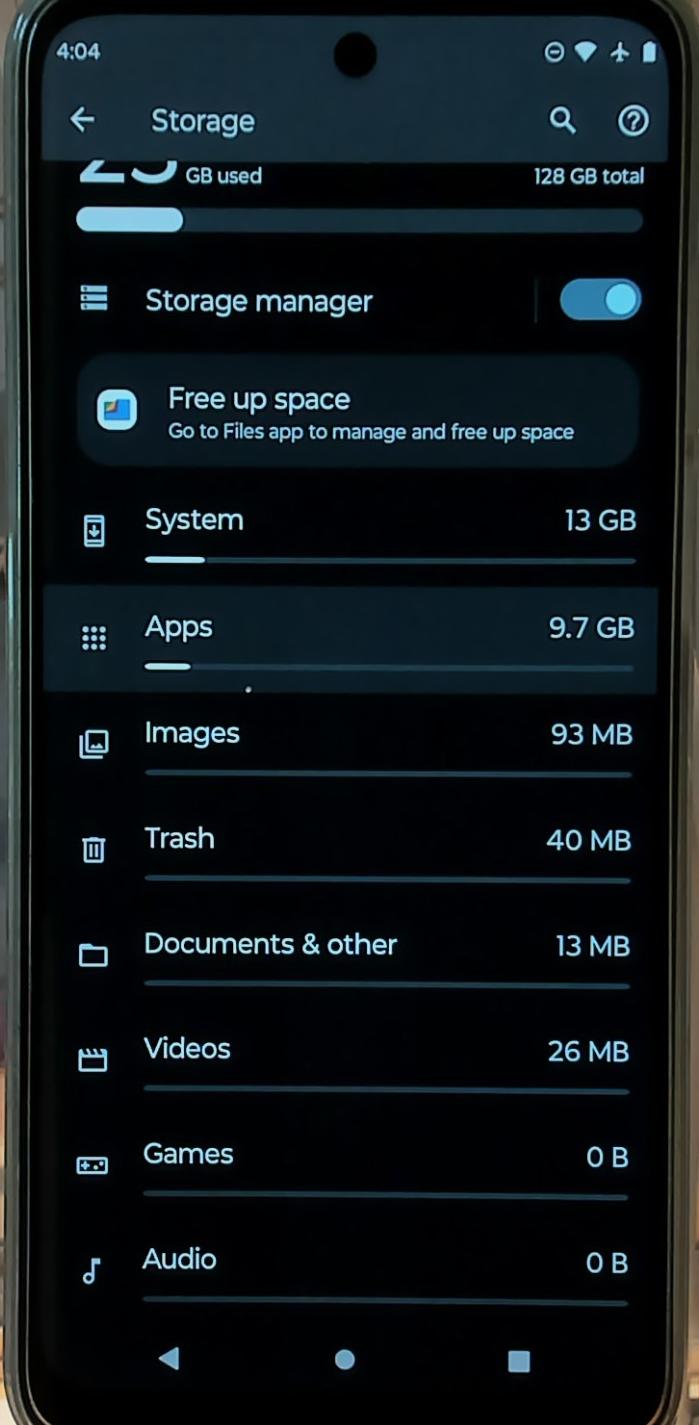 4:04
Storage
GB used 128 GB total
Storage manager
Free up space
Go to Files app to manage and free up space
System 13 GB
Apps 9.7 GB
Images 93 MB
Trash 40 MB
Documents & other 13 MB
Videos 26 MB
Games 0 B
Audio 0 B